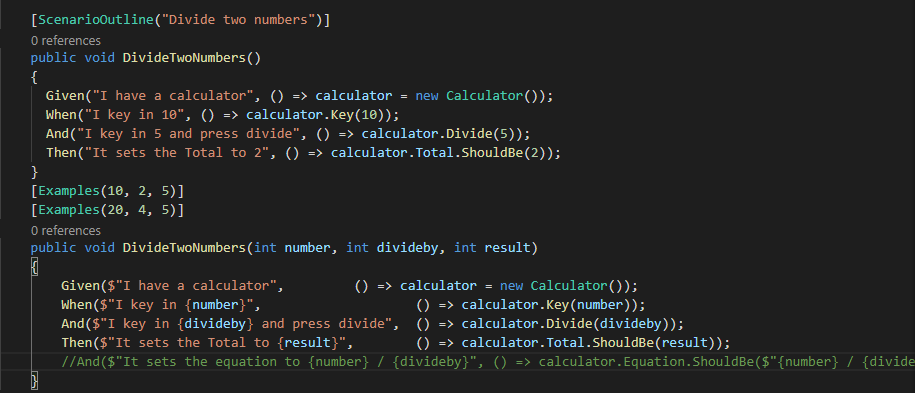 [ScenarioOutline("Divide two numbers")]
0 references
public void DivideTwoNumbers()
{
Given("I have a calculator", () => calculator = new Calculator());
When("I key in 10", () => calculator.Key(10));
And("I key in 5 and press divide", () => calculator.Divide(5));
Then("It sets the Total to 2", () => calculator.Total.ShouldBe(2));
}
[Examples(10, 2, 5)]
[Examples(20, 4, 5)]
0 references
public void DivideTwoNumbers(int number, int divideby, int result)
{
Given($"I have a calculator", () => calculator = new Calculator());
When($"I key in {number}", () => calculator.Key(number));
And($"I key in {divideby} and press divide", () => calculator.Divide(divideby));
Then($"It sets the Total to {result}", () => calculator.Total.ShouldBe(result));
//And($"It sets the equation to {number} / {divideby}", () => calculator.Equation.ShouldBe($"{number} / {divide
}